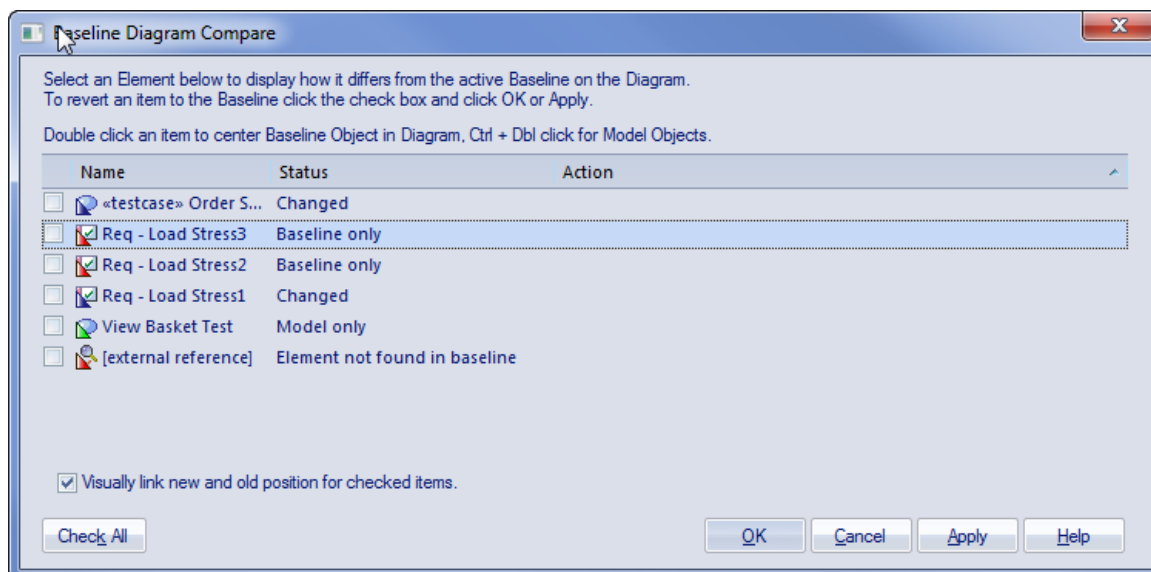 Baseline Diagram Compare
Select an Element below to display how it differs from the active Baseline on the Diagram.
To revert an item to the Baseline click the check box and click OK or Apply.
Double click an item to center Baseline Object in Diagram, Ctrl + Dbl click for Model Objects.
Name Status Action
«testcase» Order S... Changed
Req - Load Stress3 Baseline only
Req - Load Stress2 Baseline only
Req - Load Stress1 Changed
View Basket Test Model only
[external reference] Element not found in baseline
Visually link new and old position for checked items.
Check All OK Cancel Apply Help